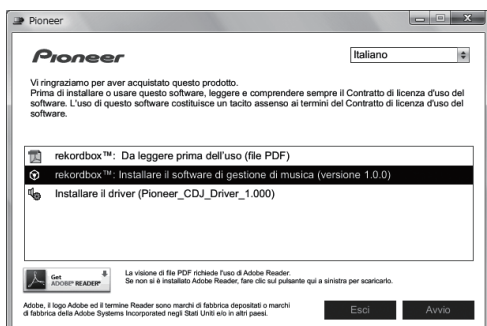 Pioneer
Pioneer
Italiano
Vi ringraziamo per aver acquistato questo prodotto.
Prima di installare o usare questo software, leggere e comprendere sempre il Contratto di licenza d'uso del
software. L'uso di questo software costituisce un tacito assenso ai termini del Contratto di licenza d'uso del
software.
rekordbox™: Da leggere prima dell'uso (file PDF)
rekordbox™: Installare il software di gestione di musica (versione 1.0.0)
Installare il driver (Pioneer_CDJ_Driver_1.000)
Get
ADOBE® READER®
La visione di file PDF richiede l'uso di Adobe Reader.
Se non si è installato Adobe Reader, fare clic sul pulsante qui a sinistra per scaricarlo.
Adobe, il logo Adobe ed il termine Reader sono marchi di fabbrica depositati o marchi
di fabbrica della Adobe Systems Incorporated negli Stati Uniti e/o in altri paesi.
Esci
Avvio